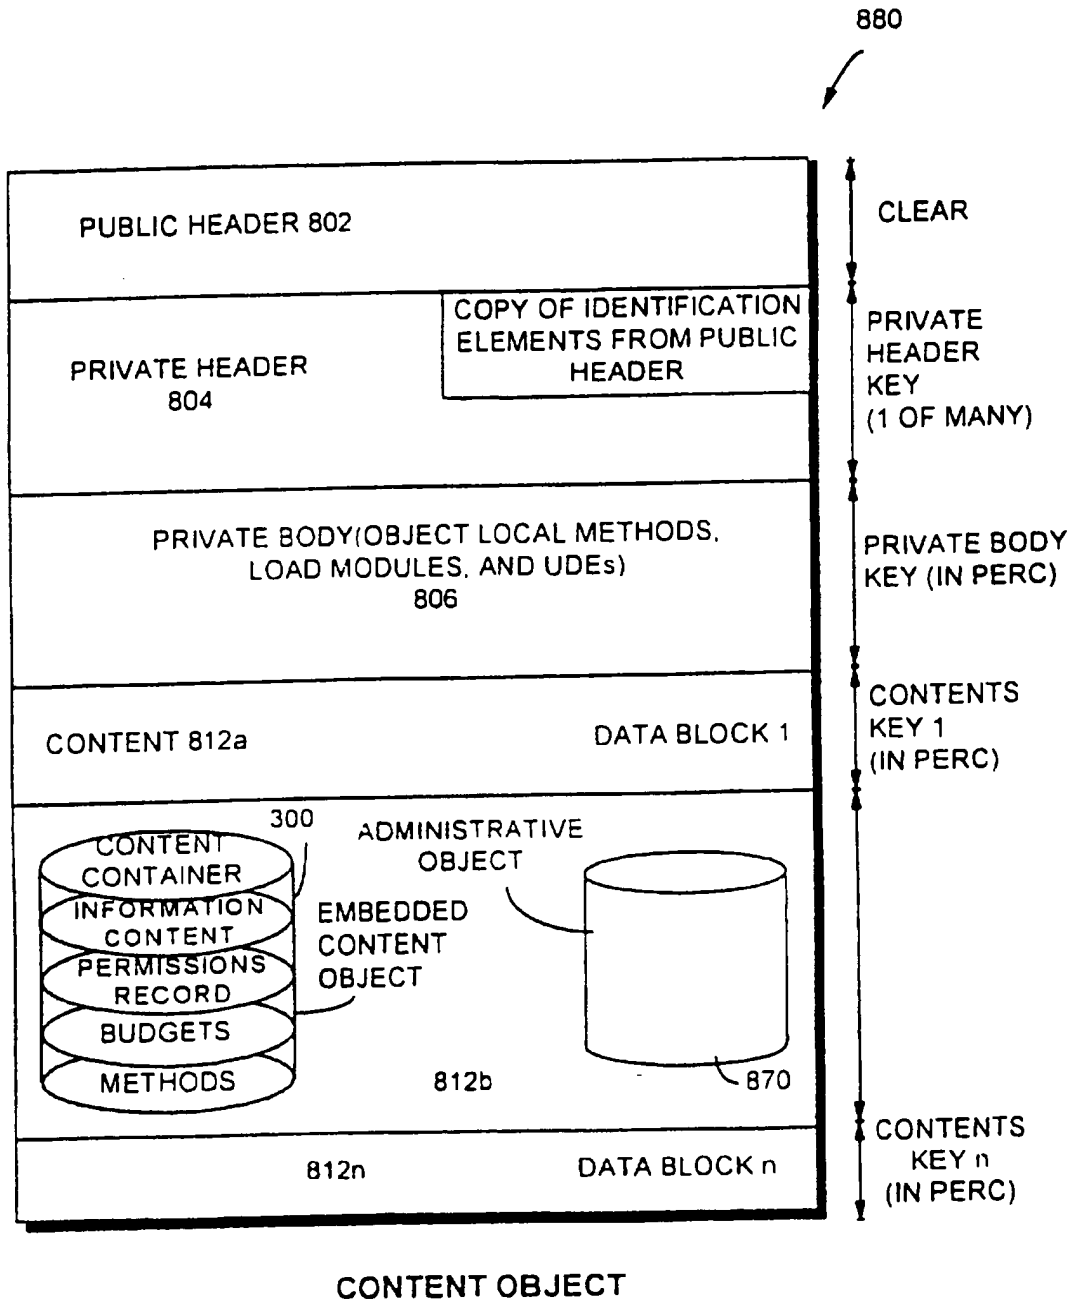 880
PUBLIC HEADER 802
CLEAR
COPY OF IDENTIFICATION
ELEMENTS FROM PUBLIC
HEADER
PRIVATE HEADER
804
PRIVATE
HEADER
KEY
(1 OF MANY)
PRIVATE BODY(OBJECT LOCAL METHODS,
LOAD MODULES, AND UDEs)
806
PRIVATE BODY
KEY (IN PERC)
CONTENT 812a
DATA BLOCK 1
CONTENTS
KEY 1
(IN PERC)
300
CONTENT
CONTAINER
INFORMATION
CONTENT
PERMISSIONS
RECORD
BUDGETS
METHODS
EMBEDDED
CONTENT
OBJECT
ADMINISTRATIVE
OBJECT
812b
870
812n
DATA BLOCK n
CONTENTS
KEY n
(IN PERC)
CONTENT OBJECT